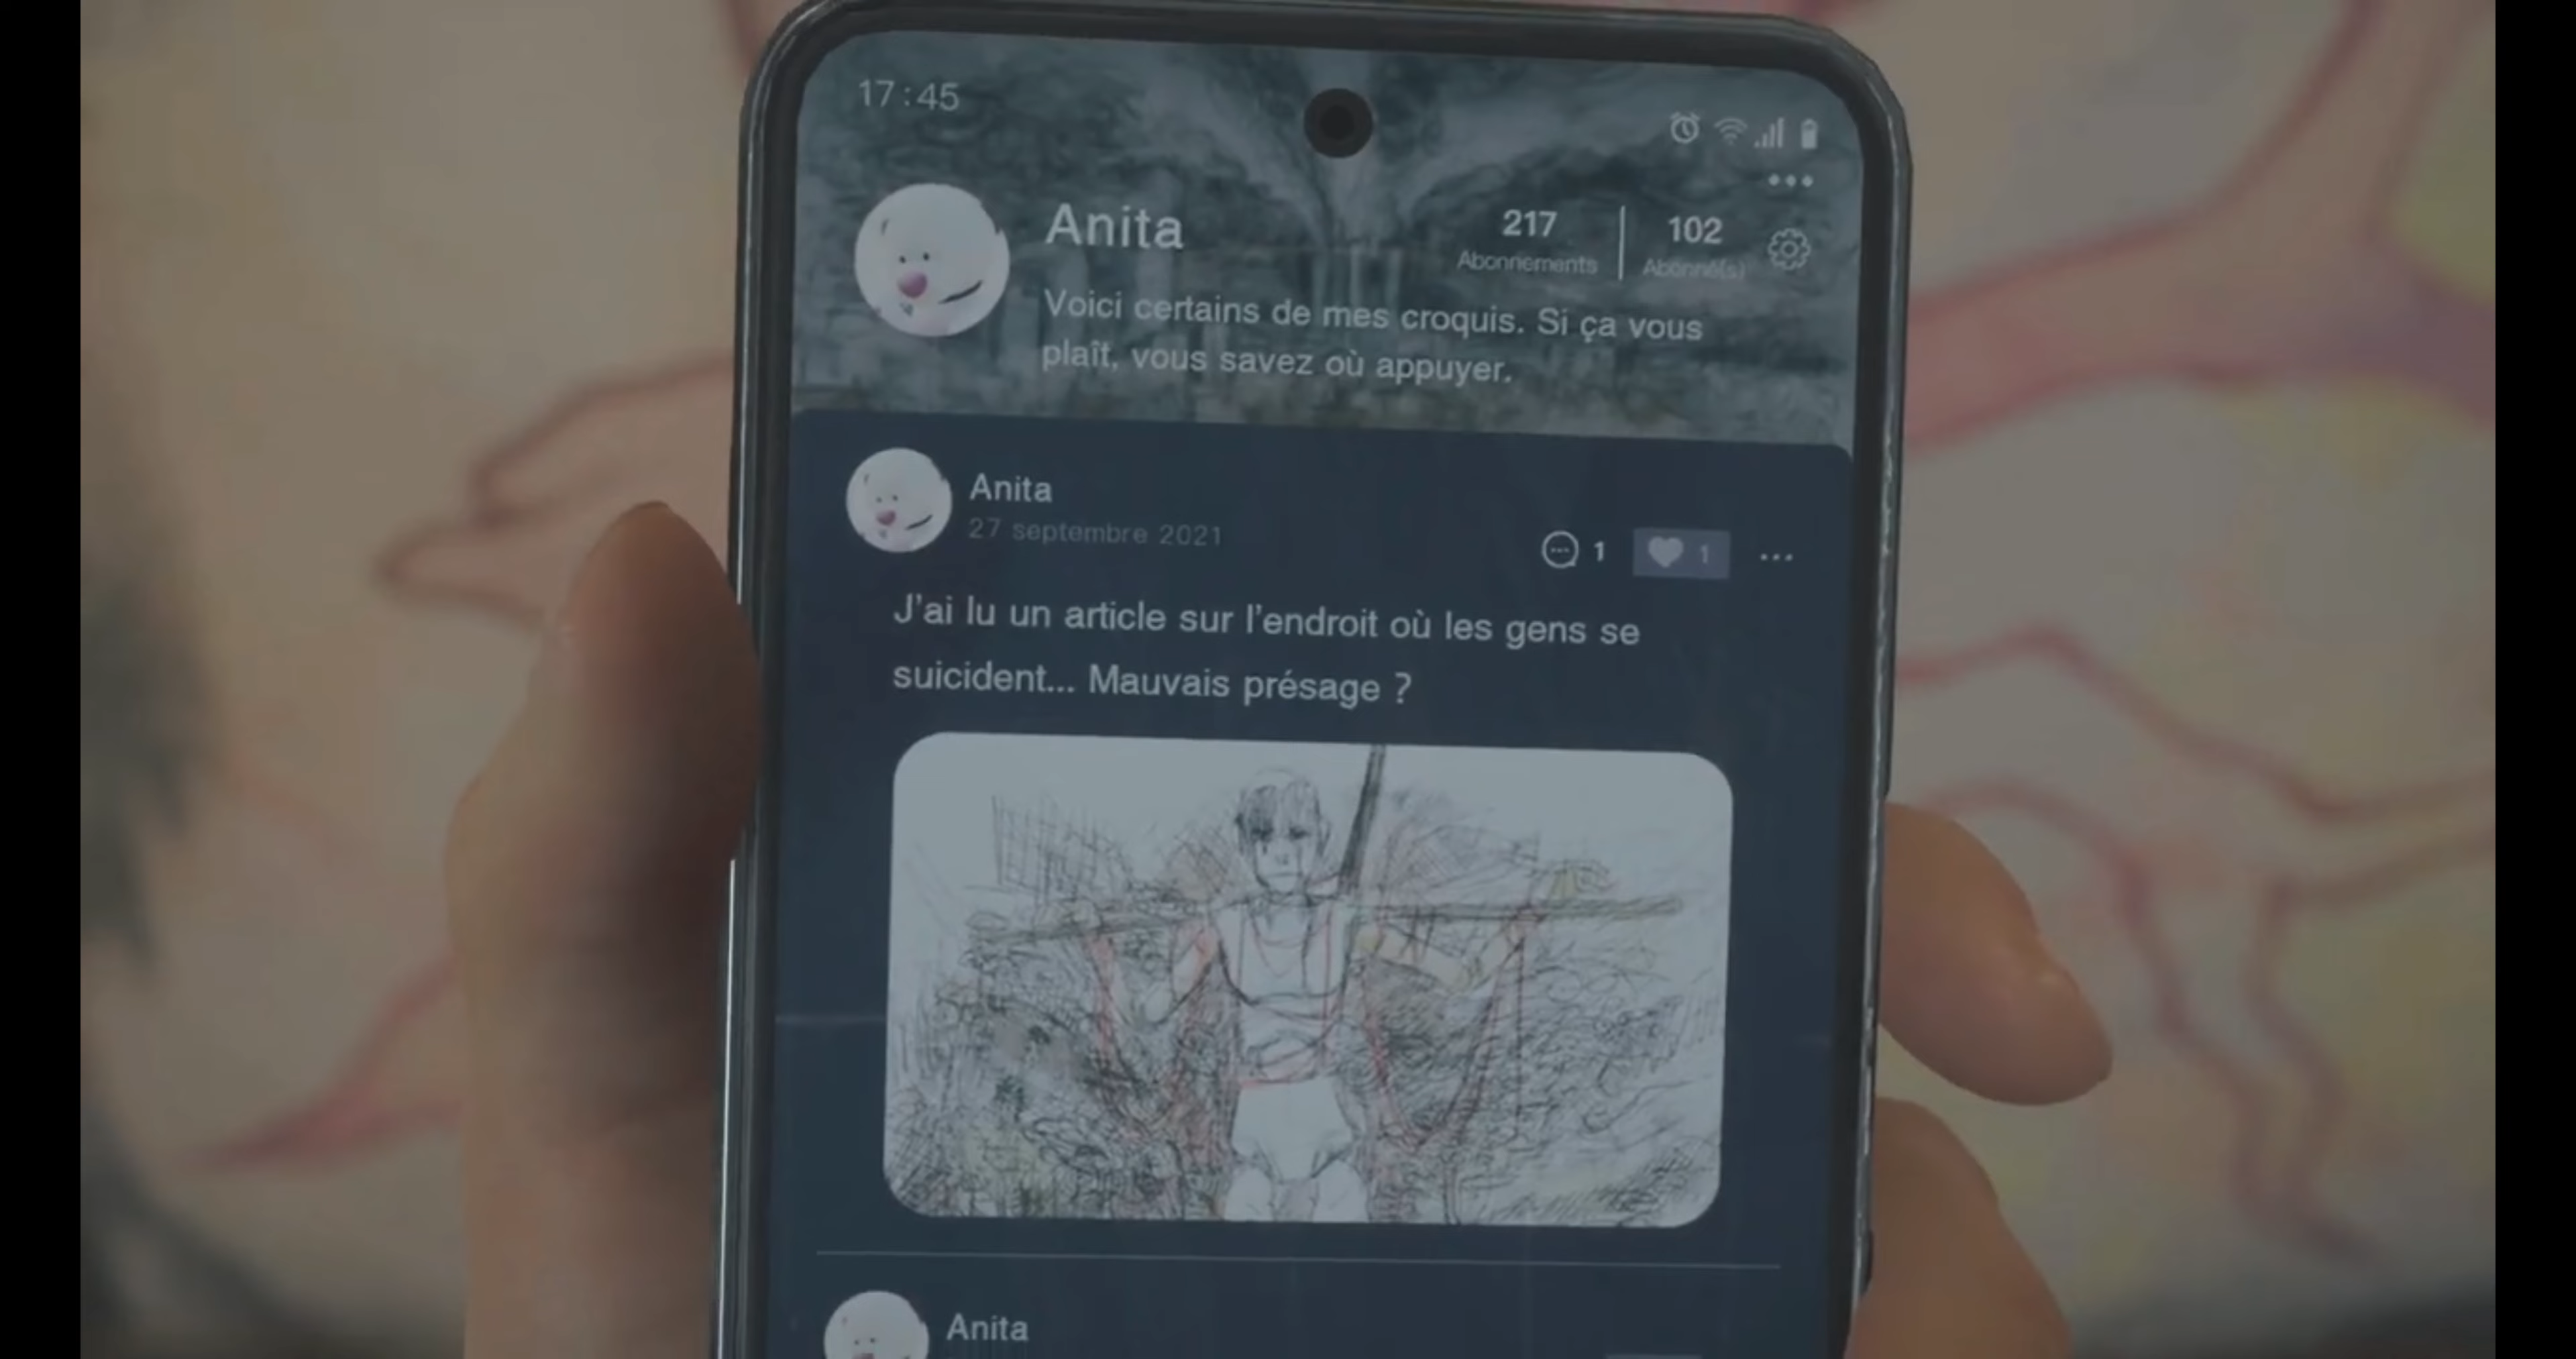 17:45
Anita
217
102
Abonnements
Abonné(s)
Voici certains de mes croquis. Si ça vous
plaît, vous savez où appuyer.
Anita
27 septembre 2021
1
1
J'ai lu un article sur l'endroit où les gens se
suicident... Mauvais présage ?
Anita